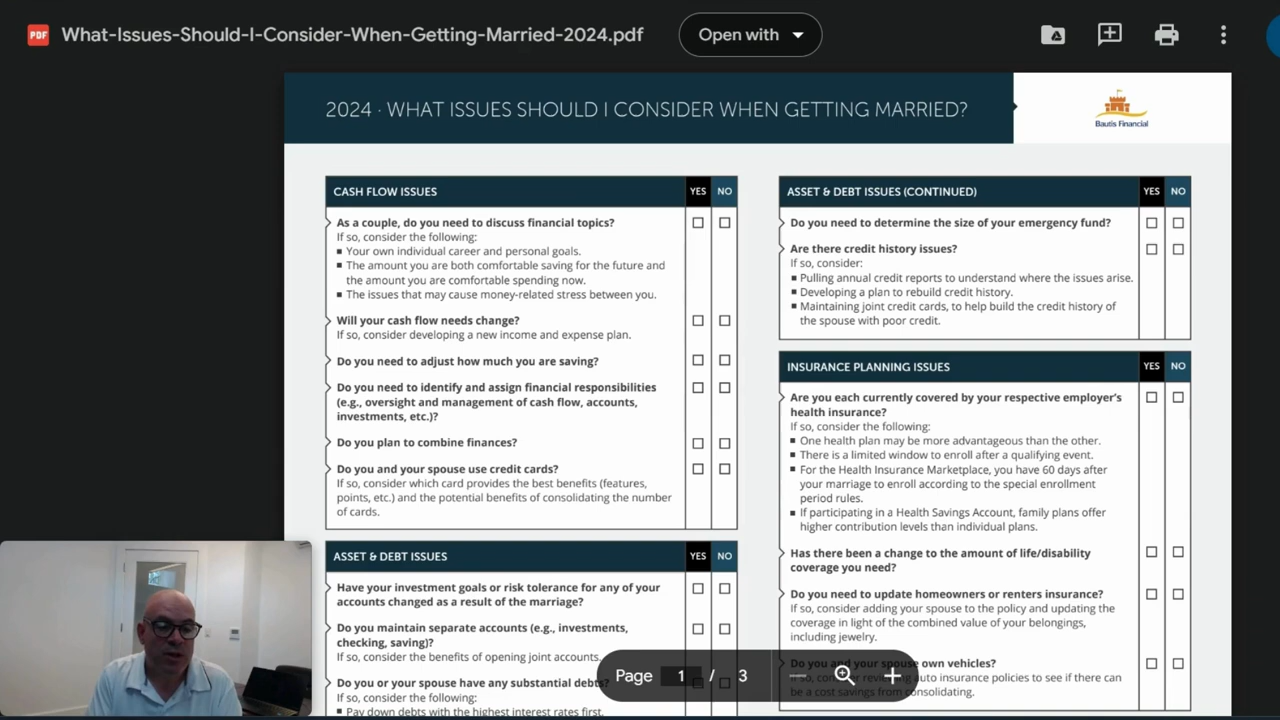 PDF
What-Issues-Should-I-Consider-When-Getting-Married-2024.pdf
Open with
2024 · WHAT ISSUES SHOULD I CONSIDER WHEN GETTING MARRIED?
Bautis Financial
CASH FLOW ISSUES YES NO
As a couple, do you need to discuss financial topics?
If so, consider the following:
■ Your own individual career and personal goals.
■ The amount you are both comfortable saving for the future and
the amount you are comfortable spending now.
■ The issues that may cause money-related stress between you.
Will your cash flow needs change?
If so, consider developing a new income and expense plan.
Do you need to adjust how much you are saving?
Do you need to identify and assign financial responsibilities
(e.g., oversight and management of cash flow, accounts,
investments, etc.)?
Do you plan to combine finances?
Do you and your spouse use credit cards?
If so, consider which card provides the best benefits (features,
points, etc.) and the potential benefits of consolidating the number
of cards.
ASSET & DEBT ISSUES YES NO
Have your investment goals or risk tolerance for any of your
accounts changed as a result of the marriage?
Do you maintain separate accounts (e.g., investments,
checking, saving)?
If so, consider the benefits of opening joint accounts.
Do you or your spouse have any substantial debts?
If so, consider the following:
■ Pay down debts with the highest interest rates first.
ASSET & DEBT ISSUES (CONTINUED) YES NO
Do you need to determine the size of your emergency fund?
Are there credit history issues?
If so, consider:
■ Pulling annual credit reports to understand where the issues arise.
■ Developing a plan to rebuild credit history.
■ Maintaining joint credit cards, to help build the credit history of
the spouse with poor credit.
INSURANCE PLANNING ISSUES YES NO
Are you each currently covered by your respective employer's
health insurance?
If so, consider the following:
■ One health plan may be more advantageous than the other.
■ There is a limited window to enroll after a qualifying event.
■ For the Health Insurance Marketplace, you have 60 days after
your marriage to enroll according to the special enrollment
period rules.
■ If participating in a Health Savings Account, family plans offer
higher contribution levels than individual plans.
Has there been a change to the amount of life/disability
coverage you need?
Do you need to update homeowners or renters insurance?
If so, consider adding your spouse to the policy and updating the
coverage in light of the combined value of your belongings,
including jewelry.
Do you and your spouse own vehicles?
If so, consider reviewing auto insurance policies to see if there can
be a cost savings from consolidating.
Page 1 / 3